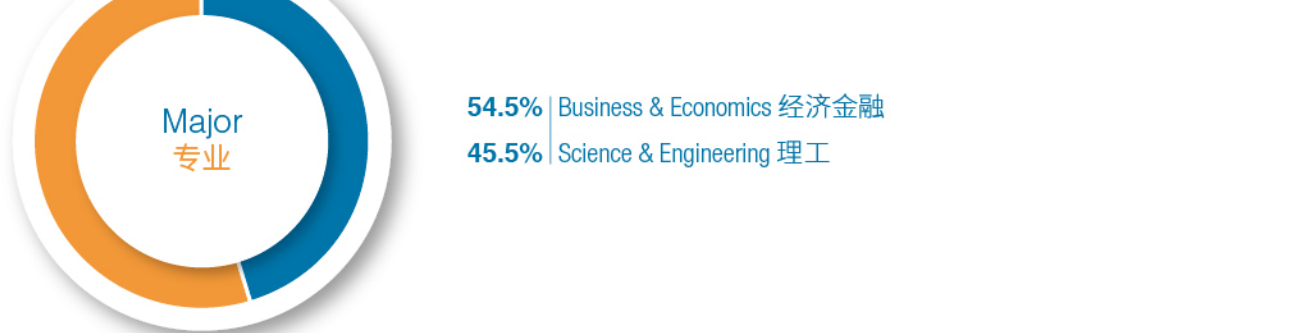 Major
专业
54.5% Business & Economics 经济金融
45.5% Science & Engineering 理工